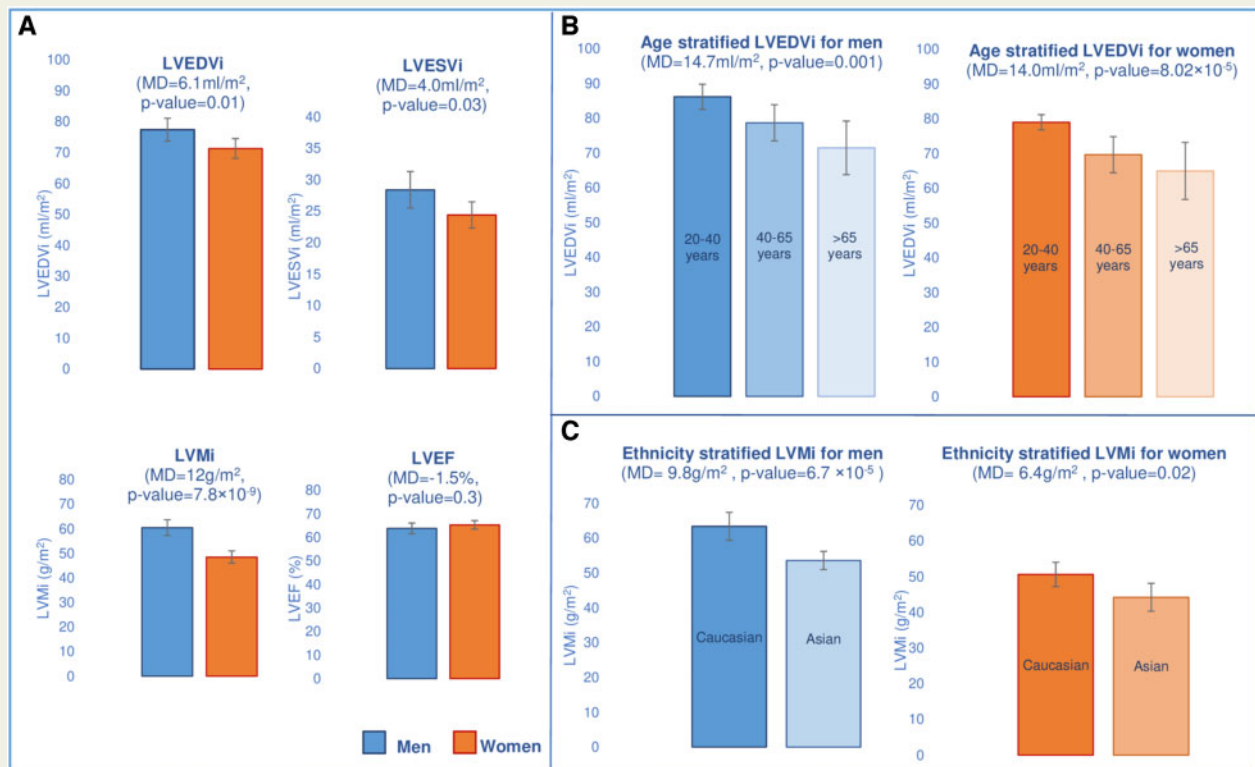 A
LVEDVi
(MD=6.1ml/m², p-value=0.01)
LVEDVi (ml/m²)
100
90
80
70
60
50
40
30
20
10
0
LVESVi
(MD=4.0ml/m², p-value=0.03)
LVESVi (ml/m²)
40
35
30
25
20
15
10
5
0
LVMi
(MD=12g/m², p-value=7.8×10⁻⁹)
LVMi (g/m²)
80
70
60
50
40
30
20
10
0
LVEF
(MD=-1.5%, p-value=0.3)
LVEF (%)
80
70
60
50
40
30
20
10
0
Men
Women
B
Age stratified LVEDVi for men
(MD=14.7ml/m², p-value=0.001)
LVEDVi (ml/m²)
100
90
80
70
60
50
40
30
20
10
0
20-40 years
40-65 years
>65 years
Age stratified LVEDVi for women
(MD=14.0ml/m², p-value=8.02×10⁻⁵)
LVEDVi (ml/m²)
100
90
80
70
60
50
40
30
20
10
0
20-40 years
40-65 years
>65 years
C
Ethnicity stratified LVMi for men
(MD= 9.8g/m² , p-value=6.7 ×10⁻⁵ )
LVMi (g/m²)
70
60
50
40
30
20
10
0
Caucasian
Asian
Ethnicity stratified LVMi for women
(MD= 6.4g/m² , p-value=0.02)
LVMi (g/m²)
70
60
50
40
30
20
10
0
Caucasian
Asian